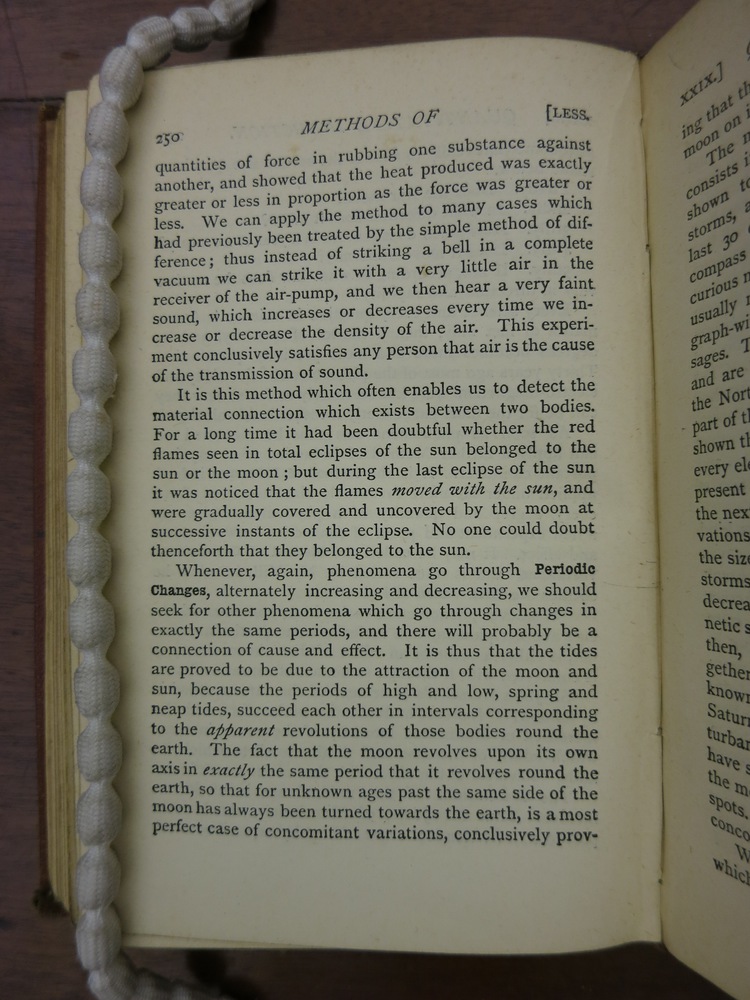 250
METHODS OF
[LESS.
quantities of force in rubbing one substance against
another, and showed that the heat produced was exactly
greater or less in proportion as the force was greater or
less. We can apply the method to many cases which
had previously been treated by the simple method of dif-
ference; thus instead of striking a bell in a complete
vacuum we can strike it with a very little air in the
receiver of the air-pump, and we then hear a very faint
sound, which increases or decreases every time we in-
crease or decrease the density of the air. This experi-
ment conclusively satisfies any person that air is the cause
of the transmission of sound.
It is this method which often enables us to detect the
material connection which exists between two bodies.
For a long time it had been doubtful whether the red
flames seen in total eclipses of the sun belonged to the
sun or the moon; but during the last eclipse of the sun
it was noticed that the flames moved with the sun, and
were gradually covered and uncovered by the moon at
successive instants of the eclipse. No one could doubt
thenceforth that they belonged to the sun.
Whenever, again, phenomena go through Periodic
Changes, alternately increasing and decreasing, we should
seek for other phenomena which go through changes in
exactly the same periods, and there will probably be a
connection of cause and effect. It is thus that the tides
are proved to be due to the attraction of the moon and
sun, because the periods of high and low, spring and
neap tides, succeed each other in intervals corresponding
to the apparent revolutions of those bodies round the
earth. The fact that the moon revolves upon its own
axis in exactly the same period that it revolves round the
earth, so that for unknown ages past the same side of the
moon has always been turned towards the earth, is a most
perfect case of concomitant variations, conclusively prov-
XXIX.]
ing that
moon on
The
consists
shown
storms,
last 30
compass
curious
usually
graph-wi
sages.
and are
the Nort
part of
shown
every
present
the
vations
the size
storms
decrea
netic
then,
gether
known
Saturn
turban
have
the
spots.
conco
W
which